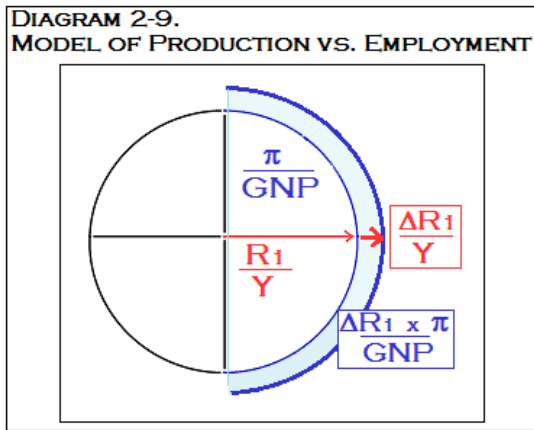 DIAGRAM 2-9.
MODEL OF PRODUCTION VS. EMPLOYMENT
π
GNP
R1
Y
ΔR1
Y
ΔR1 x π
GNP